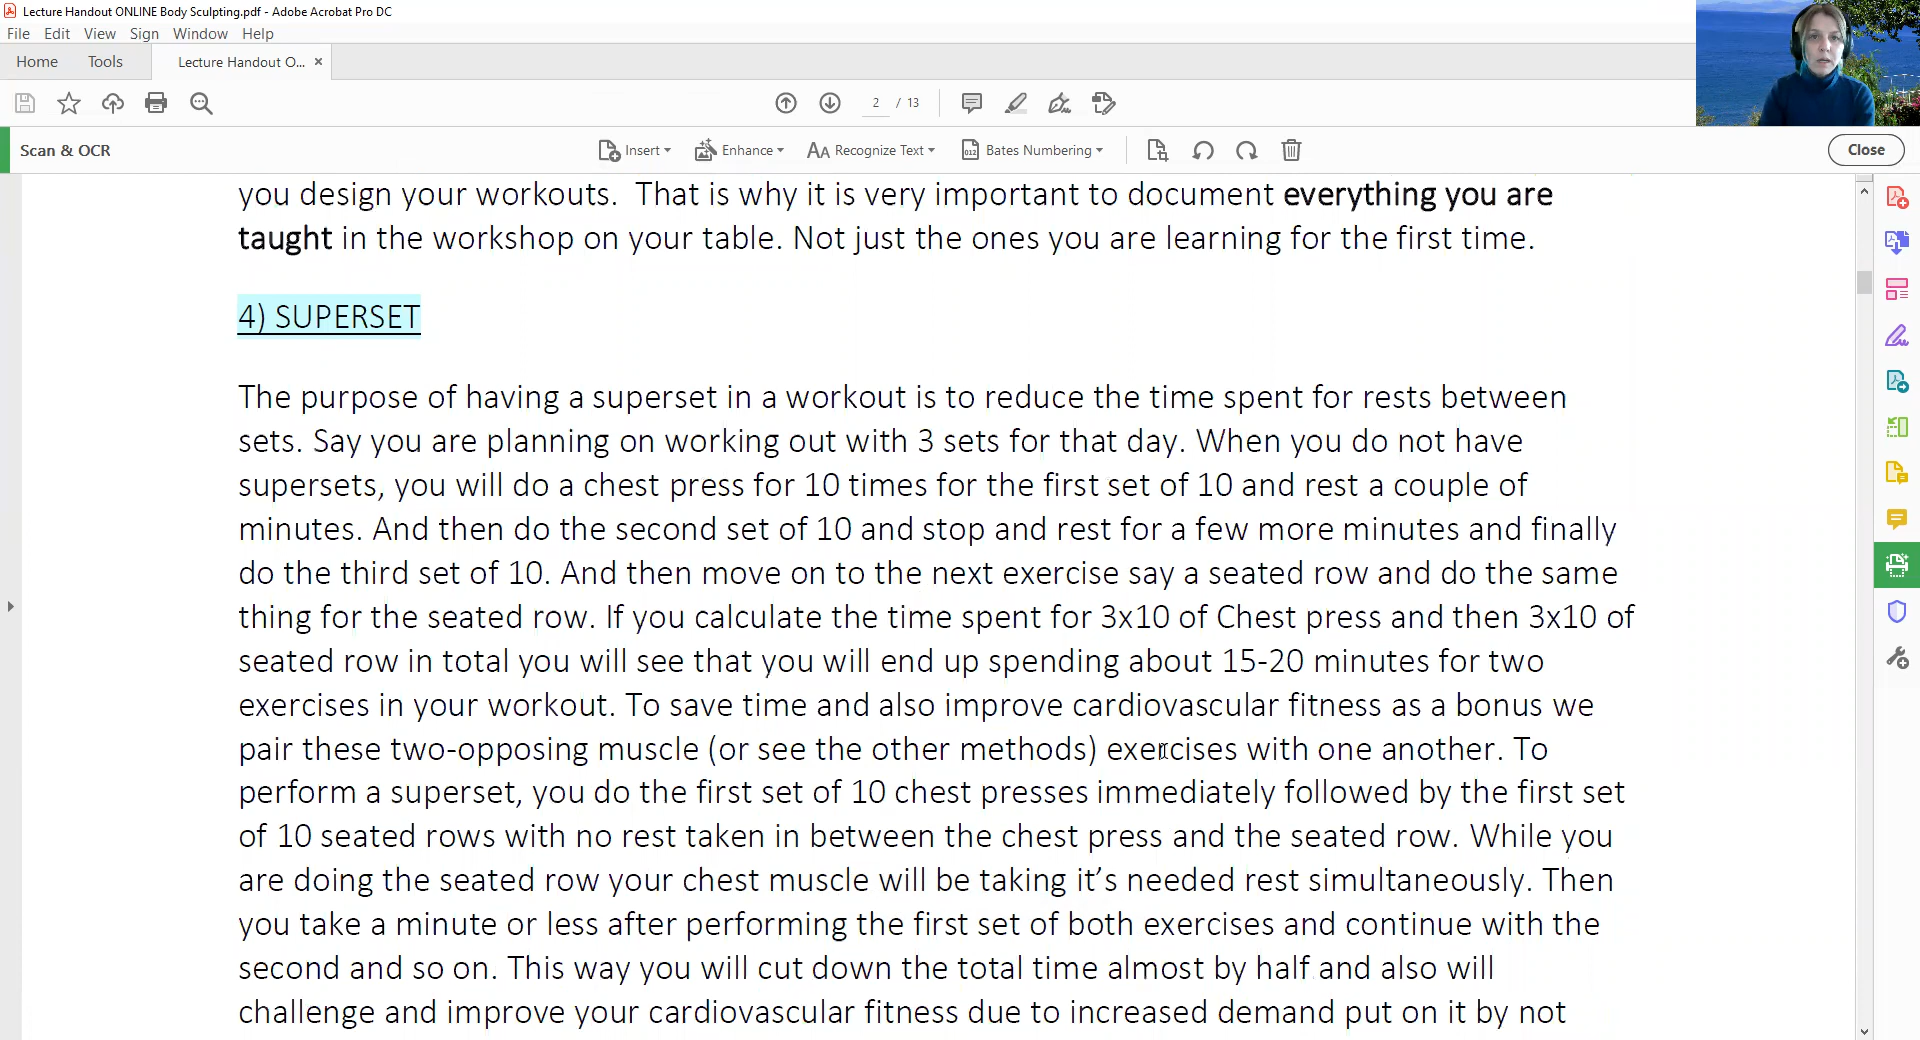 Lecture Handout ONLINE Body Sculpting.pdf - Adobe Acrobat Pro DC
File Edit View Sign Window Help
Home Tools Lecture Handout O... ×
2 / 13
Scan & OCR Insert Enhance Recognize Text Bates Numbering Close
you design your workouts. That is why it is very important to document everything you are
taught in the workshop on your table. Not just the ones you are learning for the first time.
4) SUPERSET
The purpose of having a superset in a workout is to reduce the time spent for rests between
sets. Say you are planning on working out with 3 sets for that day. When you do not have
supersets, you will do a chest press for 10 times for the first set of 10 and rest a couple of
minutes. And then do the second set of 10 and stop and rest for a few more minutes and finally
do the third set of 10. And then move on to the next exercise say a seated row and do the same
thing for the seated row. If you calculate the time spent for 3x10 of Chest press and then 3x10 of
seated row in total you will see that you will end up spending about 15-20 minutes for two
exercises in your workout. To save time and also improve cardiovascular fitness as a bonus we
pair these two-opposing muscle (or see the other methods) exercises with one another. To
perform a superset, you do the first set of 10 chest presses immediately followed by the first set
of 10 seated rows with no rest taken in between the chest press and the seated row. While you
are doing the seated row your chest muscle will be taking it's needed rest simultaneously. Then
you take a minute or less after performing the first set of both exercises and continue with the
second and so on. This way you will cut down the total time almost by half and also will
challenge and improve your cardiovascular fitness due to increased demand put on it by not